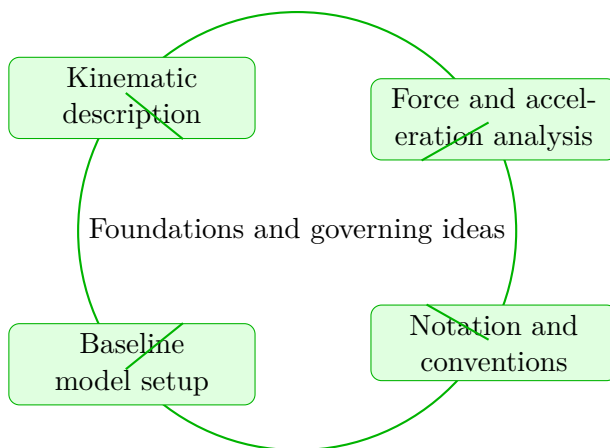 Kinematic
description
Force and accel-
eration analysis
Foundations and governing ideas
Baseline
model setup
Notation and
conventions